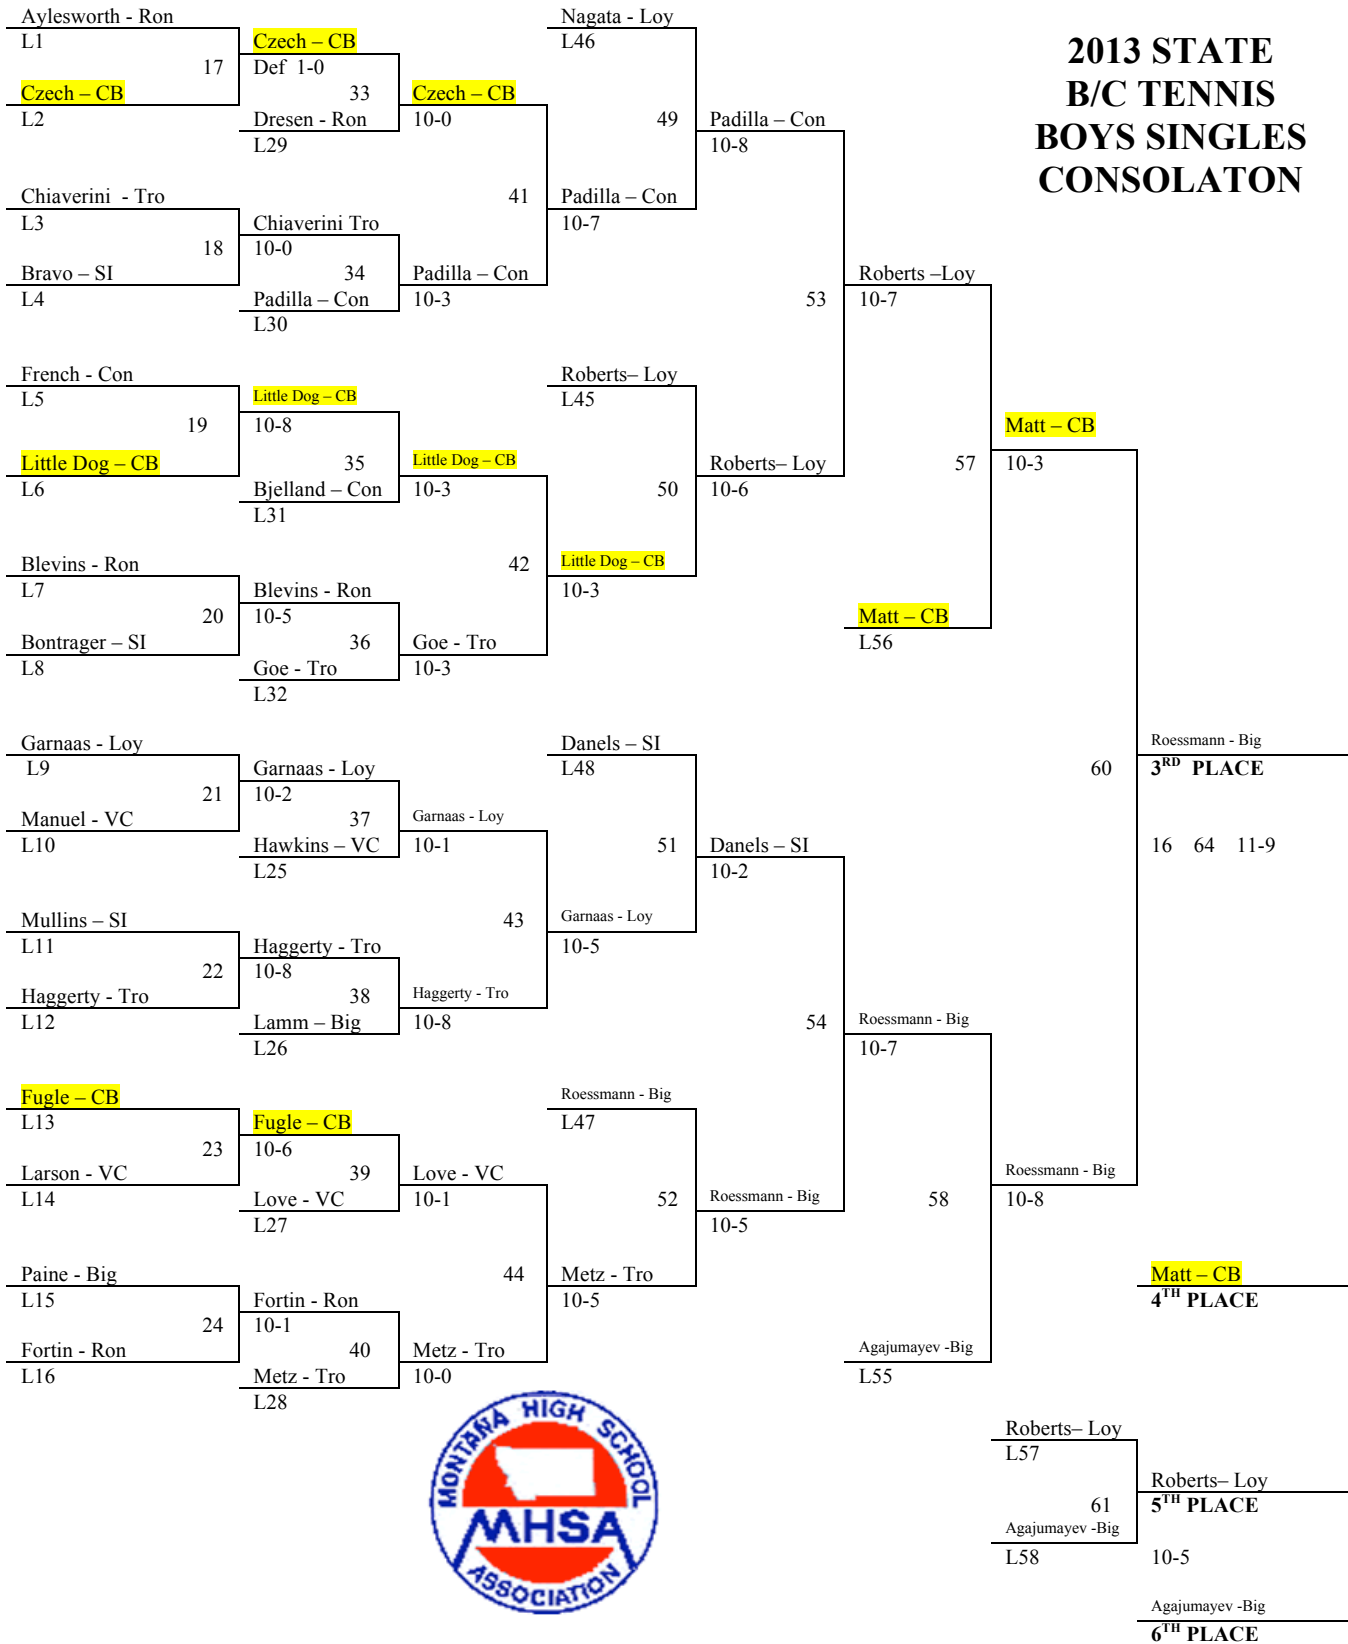 2013 STATE
B/C TENNIS
BOYS SINGLES
CONSOLATON
Aylesworth - Ron
L1
17
Czech – CB
L2
Chiaverini - Tro
L3
18
Bravo – SI
L4
French - Con
L5
19
Little Dog – CB
L6
Blevins - Ron
L7
20
Bontrager – SI
L8
Garnaas - Loy
L9
21
Manuel - VC
L10
Mullins – SI
L11
22
Haggerty - Tro
L12
Fugle – CB
L13
23
Larson - VC
L14
Paine - Big
L15
24
Fortin - Ron
L16
Czech – CB
Def 1-0
33
Dresen - Ron
L29
Chiaverini Tro
10-0
34
Padilla – Con
L30
Little Dog – CB
10-8
35
Bjelland – Con
L31
Blevins - Ron
10-5
36
Goe - Tro
L32
Garnaas - Loy
10-2
37
Hawkins – VC
L25
Haggerty - Tro
10-8
38
Lamm – Big
L26
Fugle – CB
10-6
39
Love - VC
L27
Fortin - Ron
10-1
40
Metz - Tro
L28
Czech – CB
10-0
41
Padilla – Con
10-3
Little Dog – CB
10-3
42
Goe - Tro
10-3
Garnaas - Loy
10-1
43
Haggerty - Tro
10-8
Love - VC
10-1
44
Metz - Tro
10-0
Nagata - Loy
L46
49
Padilla – Con
10-7
Roberts– Loy
L45
50
Little Dog – CB
10-3
Danels – SI
L48
51
Garnaas - Loy
10-5
Roessmann - Big
L47
52
Metz - Tro
10-5
Padilla – Con
10-8
53
Roberts– Loy
10-6
Danels – SI
10-2
54
Roessmann - Big
10-5
Roberts –Loy
10-7
57
Matt – CB
L56
Roessmann - Big
10-7
58
Agajumayev -Big
L55
Matt – CB
10-3
60
Roessmann - Big
10-8
Roessmann - Big
3RD PLACE
16 64 11-9
Matt – CB
4TH PLACE
Roberts– Loy
L57
61
Agajumayev -Big
L58
Roberts– Loy
5TH PLACE
10-5
Agajumayev -Big
6TH PLACE
MONTANA HIGH SCHOOL
MHSA
ASSOCIATION